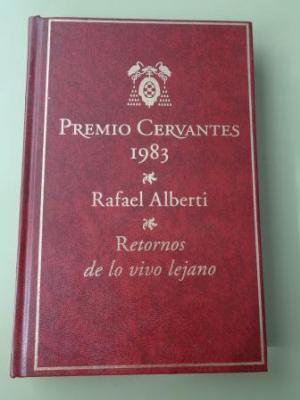 PREMIO CERVANTES
1983
Rafael Alberti
Retornos
de lo vivo lejano